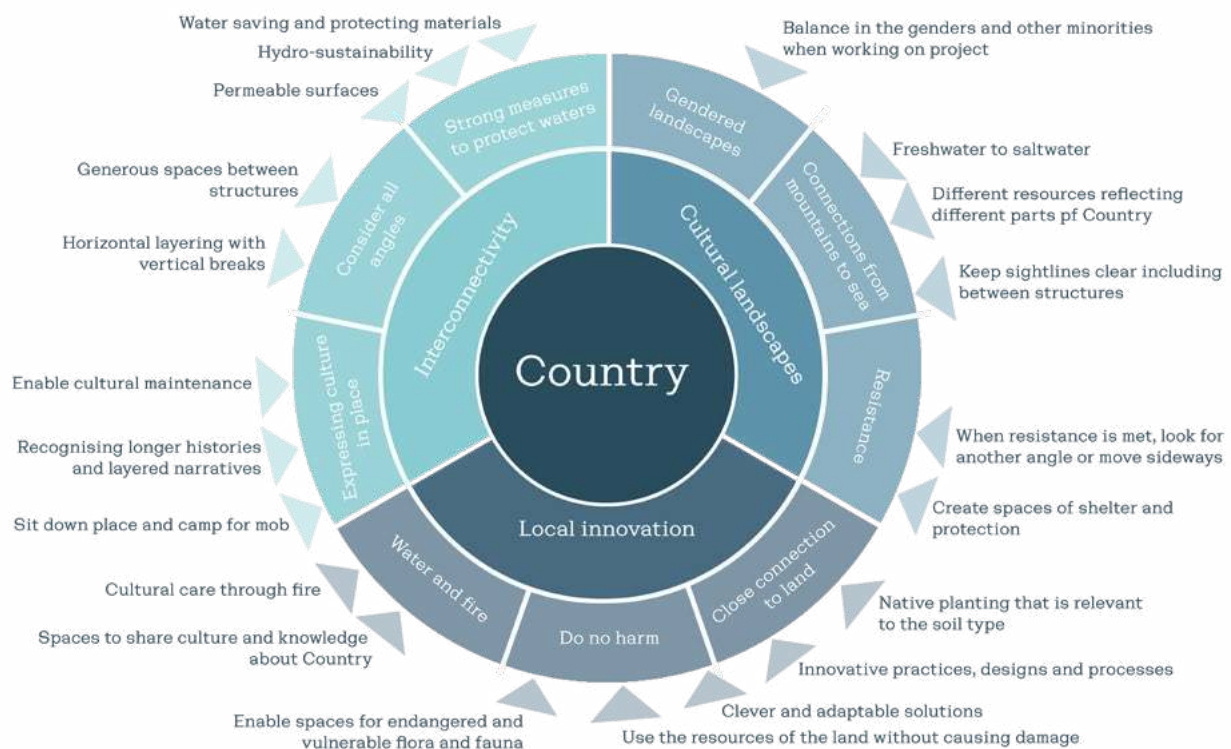 Country
Interconnectivity
Cultural landscapes
Local innovation
Strong measures
to protect waters
Water saving and protecting materials
Hydro-sustainability
Permeable surfaces
Consider all
angles
Generous spaces between
structures
Horizontal layering with
vertical breaks
Expressing culture
in place
Enable cultural maintenance
Recognising longer histories
and layered narratives
Sit down place and camp for mob
Gendered
landscapes
Balance in the genders and other minorities
when working on project
Connections from
mountains to sea
Freshwater to saltwater
Different resources reflecting
different parts pf Country
Keep sightlines clear including
between structures
Resistance
When resistance is met, look for
another angle or move sideways
Create spaces of shelter and
protection
Close connection
to land
Native planting that is relevant
to the soil type
Innovative practices, designs and processes
Clever and adaptable solutions
Do no harm
Use the resources of the land without causing damage
Enable spaces for endangered and
vulnerable flora and fauna
Water and fire
Cultural care through fire
Spaces to share culture and knowledge
about Country